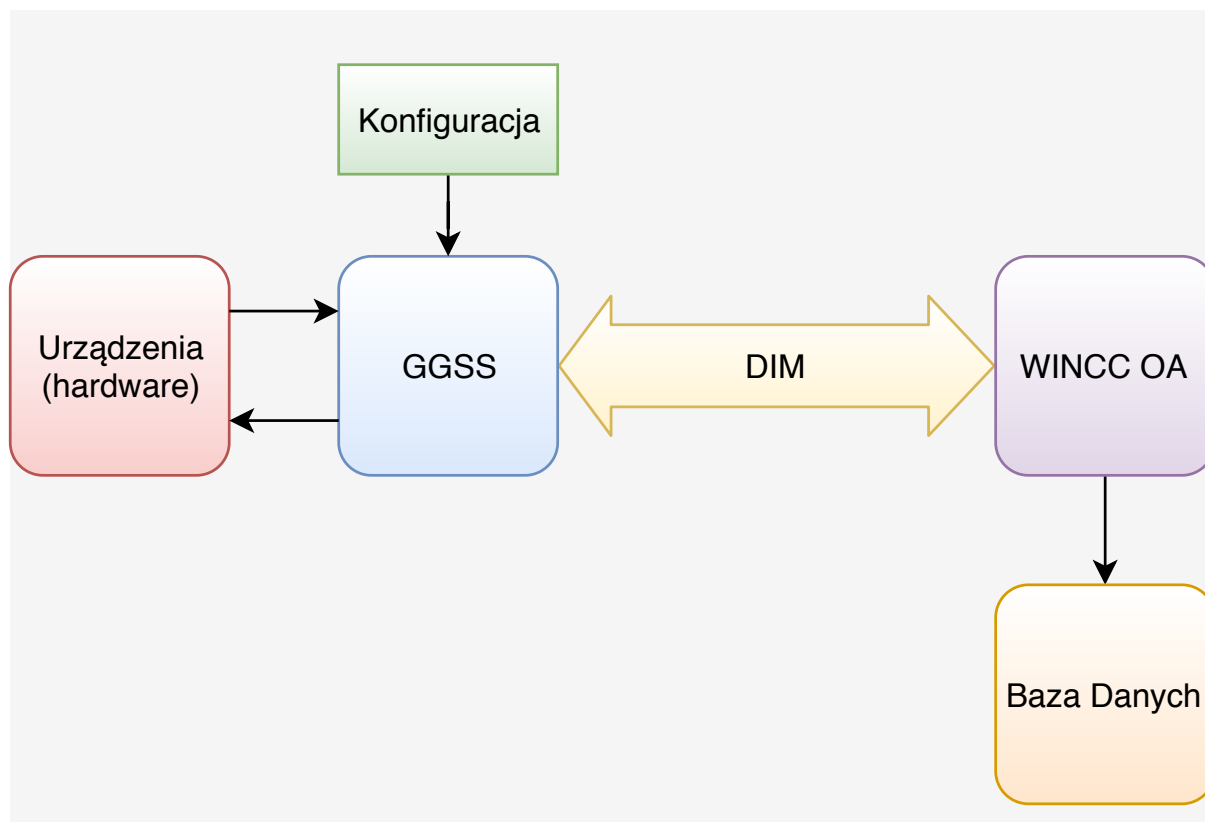 Konfiguracja
Urządzenia
(hardware)
GGSS
DIM
WINCC OA
Baza Danych